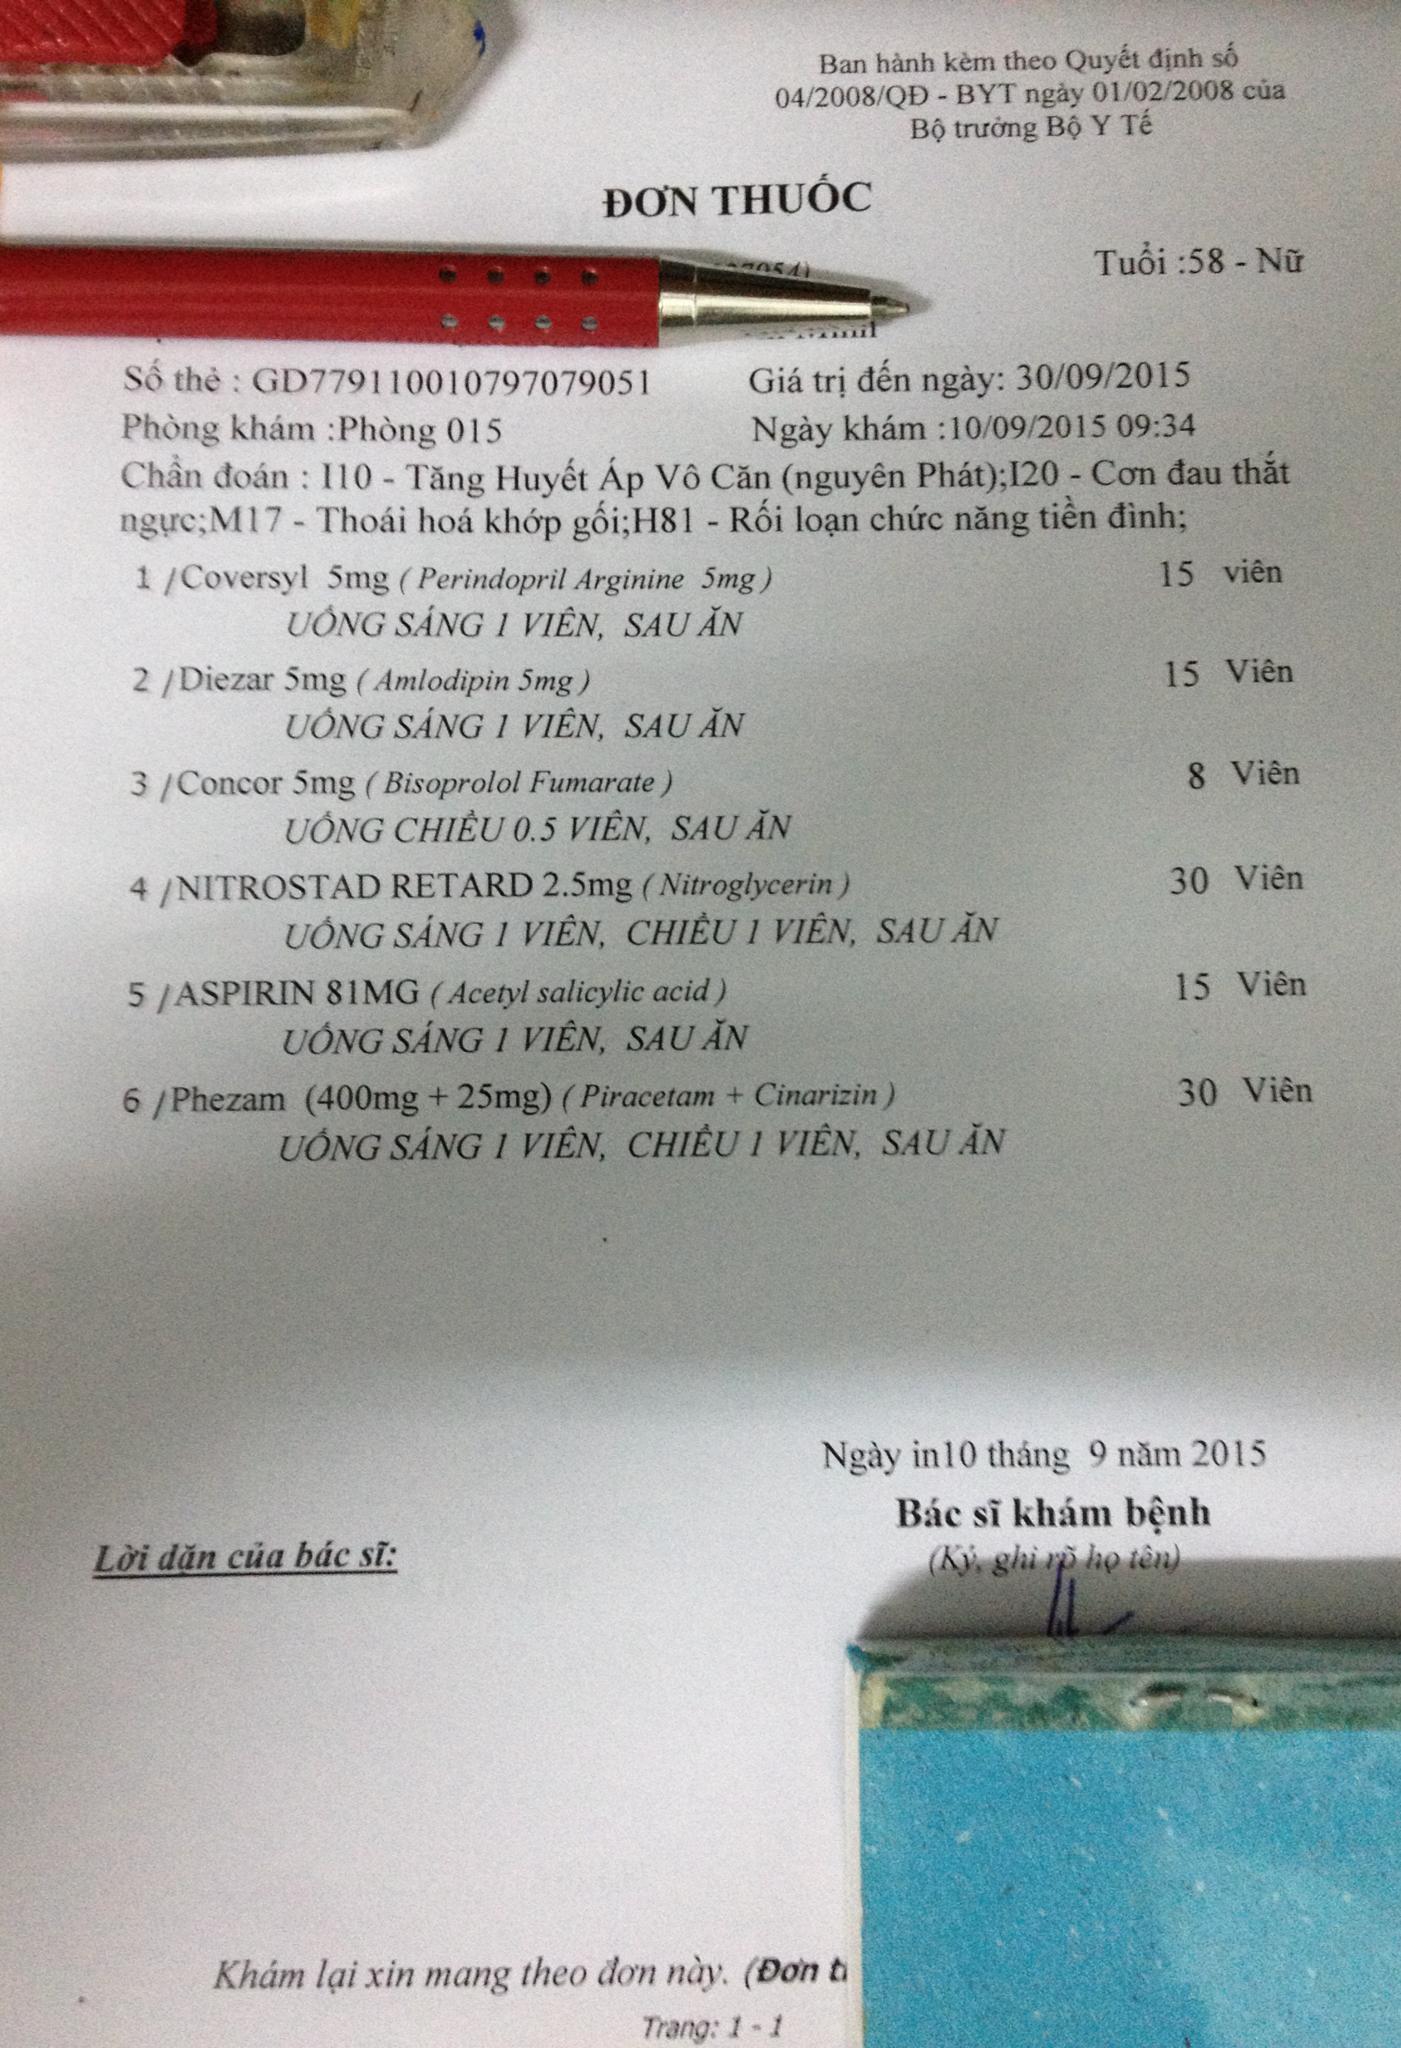 Ban hành kèm theo Quyết định số
04/2008/QĐ - BYT ngày 01/02/2008 của
Bộ trưởng Bộ Y Tế
ĐƠN THUỐC
Tuổi :58 - Nữ
Số thẻ : GD779110010797079051 Giá trị đến ngày: 30/09/2015
Phòng khám :Phòng 015 Ngày khám :10/09/2015 09:34
Chẩn đoán : I10 - Tăng Huyết Áp Vô Căn (nguyên Phát);I20 - Cơn đau thắt
ngực;M17 - Thoái hoá khớp gối;H81 - Rối loạn chức năng tiền đình;
1 /Coversyl 5mg ( Perindopril Arginine 5mg ) 15 viên
UỐNG SÁNG 1 VIÊN, SAU ĂN
2 /Diezar 5mg ( Amlodipin 5mg ) 15 Viên
UỐNG SÁNG 1 VIÊN, SAU ĂN
3 /Concor 5mg ( Bisoprolol Fumarate ) 8 Viên
UỐNG CHIỀU 0.5 VIÊN, SAU ĂN
4 /NITROSTAD RETARD 2.5mg ( Nitroglycerin ) 30 Viên
UỐNG SÁNG 1 VIÊN, CHIỀU 1 VIÊN, SAU ĂN
5 /ASPIRIN 81MG ( Acetyl salicylic acid ) 15 Viên
UỐNG SÁNG 1 VIÊN, SAU ĂN
6 /Phezam (400mg + 25mg) ( Piracetam + Cinarizin ) 30 Viên
UỐNG SÁNG 1 VIÊN, CHIỀU 1 VIÊN, SAU ĂN
Ngày in10 tháng 9 năm 2015
Bác sĩ khám bệnh
Lời dặn của bác sĩ:
(Ký, ghi rõ họ tên)
Khám lại xin mang theo đơn này. (Đơn
Trang: 1 - 1